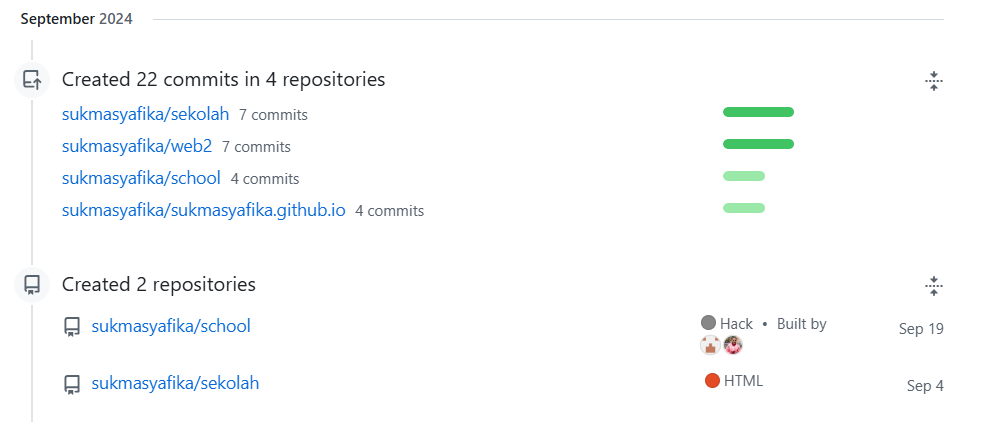 September 2024
Created 22 commits in 4 repositories
sukmasyafika/sekolah 7 commits
sukmasyafika/web2 7 commits
sukmasyafika/school 4 commits
sukmasyafika/sukmasyafika.github.io 4 commits
Created 2 repositories
sukmasyafika/school Hack • Built by Sep 19
sukmasyafika/sekolah HTML Sep 4